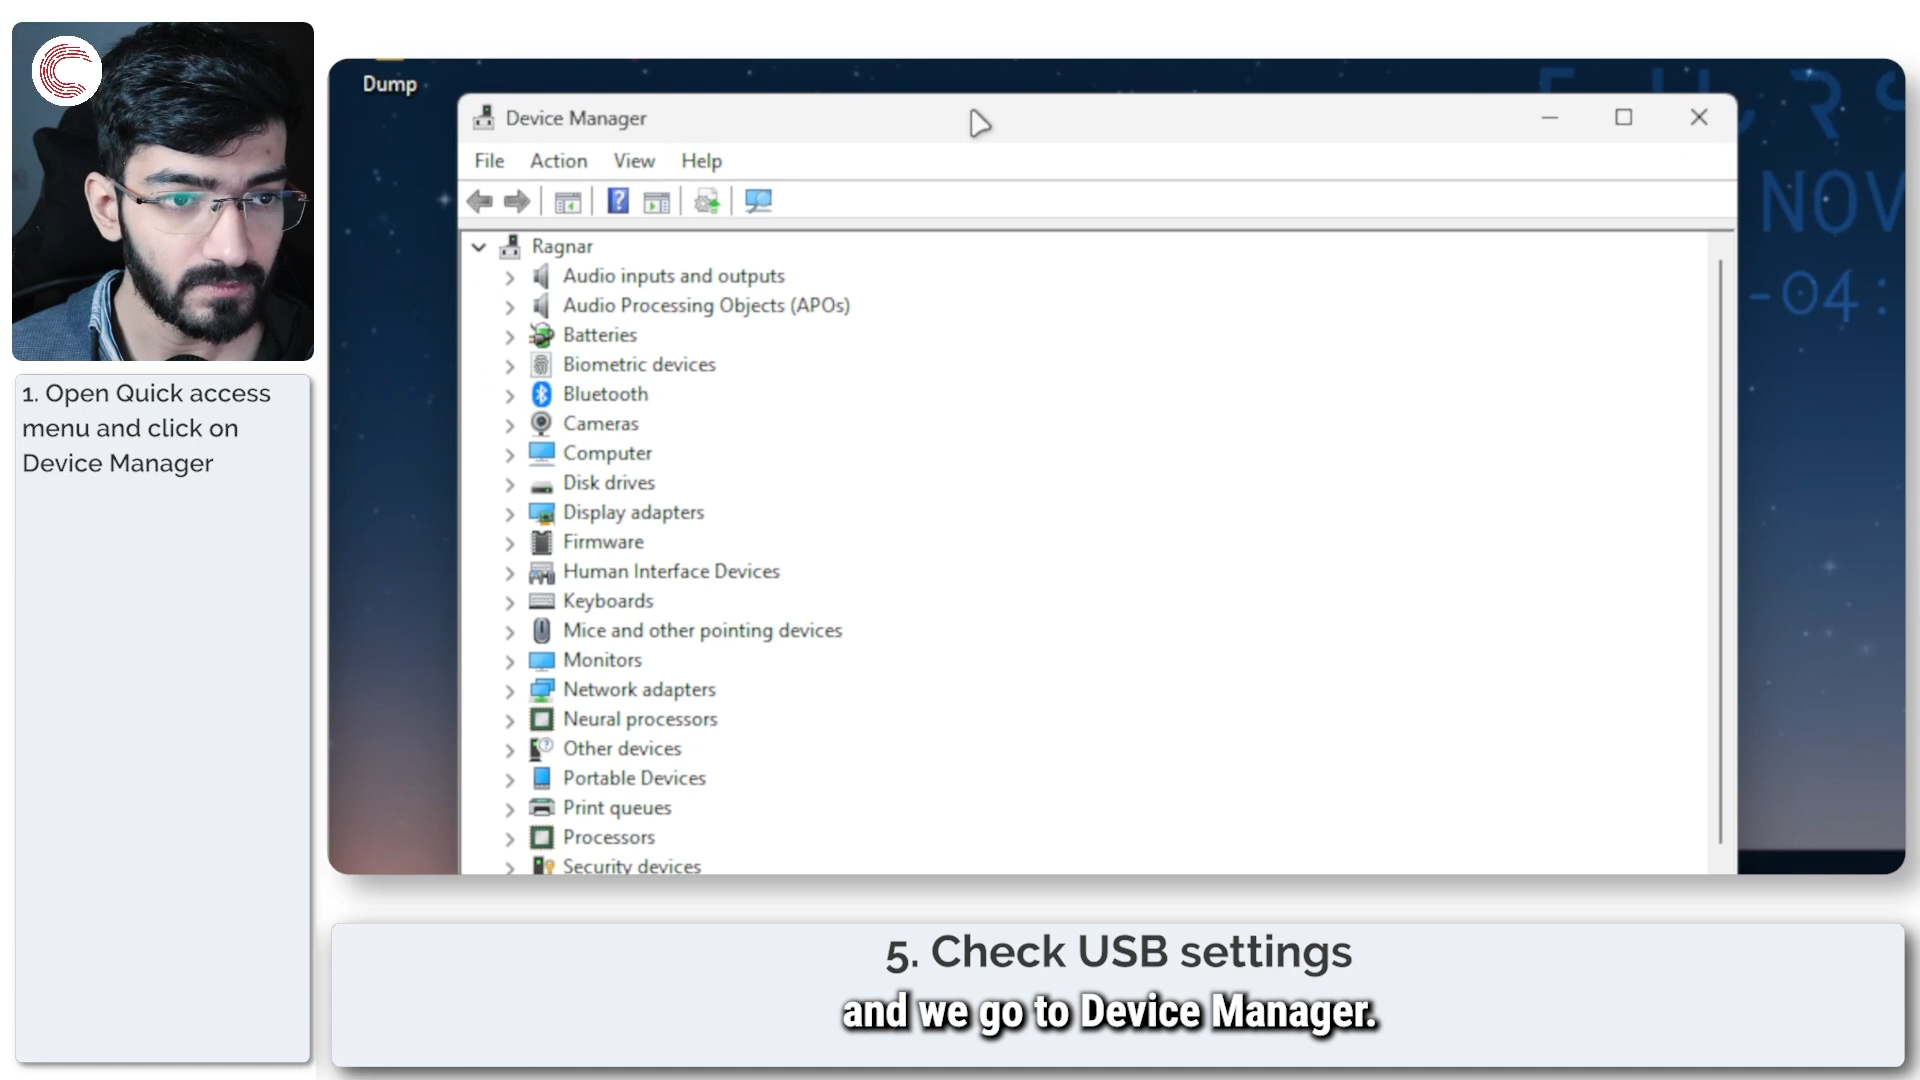 1. Open Quick access
menu and click on
Device Manager
Dump
Device Manager
File Action View Help
Ragnar
Audio inputs and outputs
Audio Processing Objects (APOs)
Batteries
Biometric devices
Bluetooth
Cameras
Computer
Disk drives
Display adapters
Firmware
Human Interface Devices
Keyboards
Mice and other pointing devices
Monitors
Network adapters
Neural processors
Other devices
Portable Devices
Print queues
Processors
Security devices
NOV
-04:
5. Check USB settings
and we go to Device Manager.